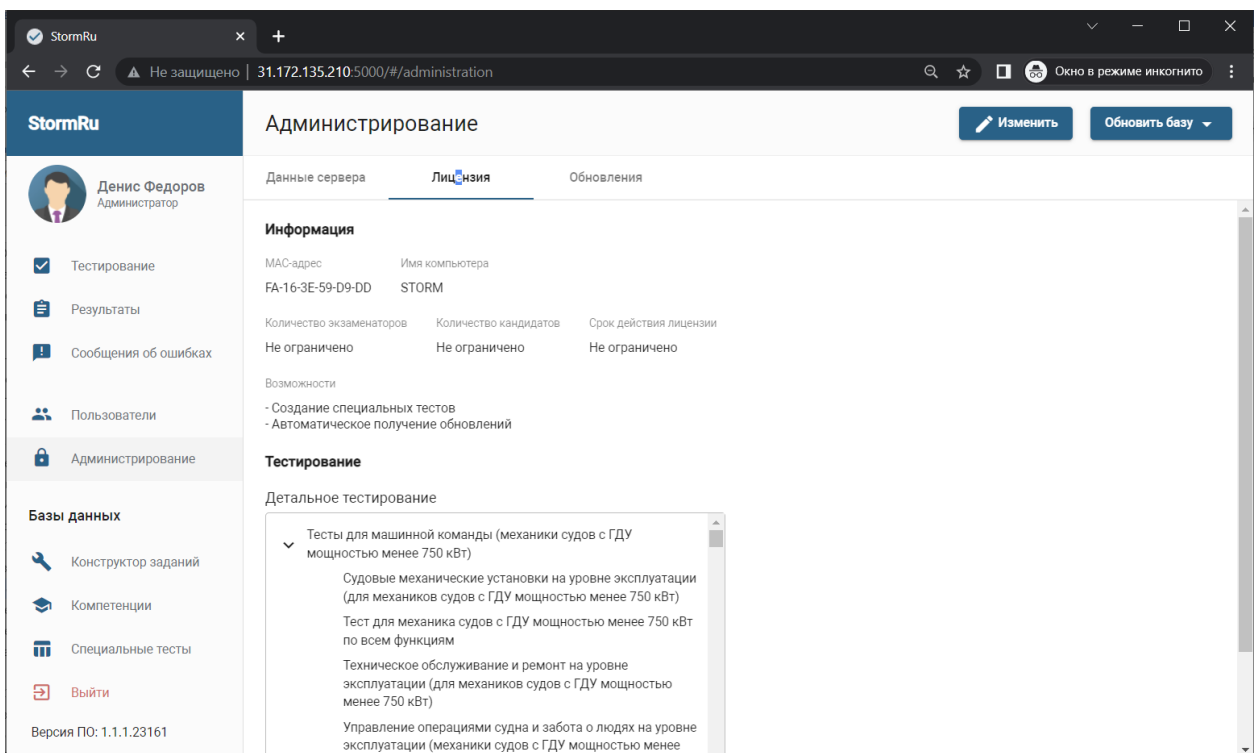 StormRu
Не защищено
31.172.135.210:5000/#/administration
Окно в режиме инкогнито
StormRu
Администрирование
Изменить
Обновить базу
Денис Федоров
Администратор
Данные сервера
Лицензия
Обновления
Тестирование
Результаты
Сообщения об ошибках
Пользователи
Администрирование
Базы данных
Конструктор заданий
Компетенции
Специальные тесты
Выйти
Версия ПО: 1.1.1.23161
Информация
МАС-адрес
Имя компьютера
FA-16-3E-59-D9-DD
STORM
Количество экзаменаторов
Количество кандидатов
Срок действия лицензии
Не ограничено
Не ограничено
Не ограничено
Возможности
- Создание специальных тестов
- Автоматическое получение обновлений
Тестирование
Детальное тестирование
Тесты для машинной команды (механики судов с ГДУ
мощностью менее 750 кВт)
Судовые механические установки на уровне эксплуатации
(для механиков судов с ГДУ мощностью менее 750 кВт)
Тест для механика судов с ГДУ мощностью менее 750 кВт
по всем функциям
Техническое обслуживание и ремонт на уровне
эксплуатации (для механиков судов с ГДУ мощностью
менее 750 кВт)
Управление операциями судна и забота о людях на уровне
эксплуатации (механики судов с ГДУ мощностью менее